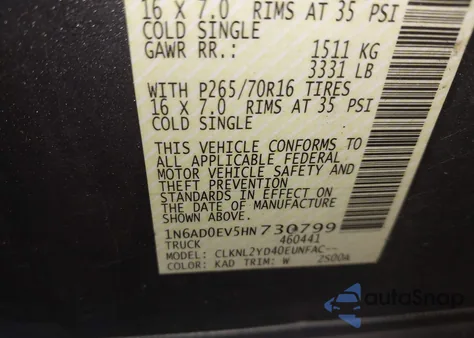 16 X 7.0 RIMS AT 35 PSI
COLD SINGLE
GAWR RR.: 1511 KG
3331 LB
WITH P265/70R16 TIRES
16 X 7.0 RIMS AT 35 PSI
COLD SINGLE
THIS VEHICLE CONFORMS TO
ALL APPLICABLE FEDERAL
MOTOR VEHICLE SAFETY AND
THEFT PREVENTION
STANDARDS IN EFFECT ON
THE DATE OF MANUFACTURE
SHOWN ABOVE.
1N6AD0EV5HN730799
TRUCK 460441
MODEL: CLKNL2YD40EUNFAC--
COLOR: KAD TRIM: W 2S00A
autoSnap